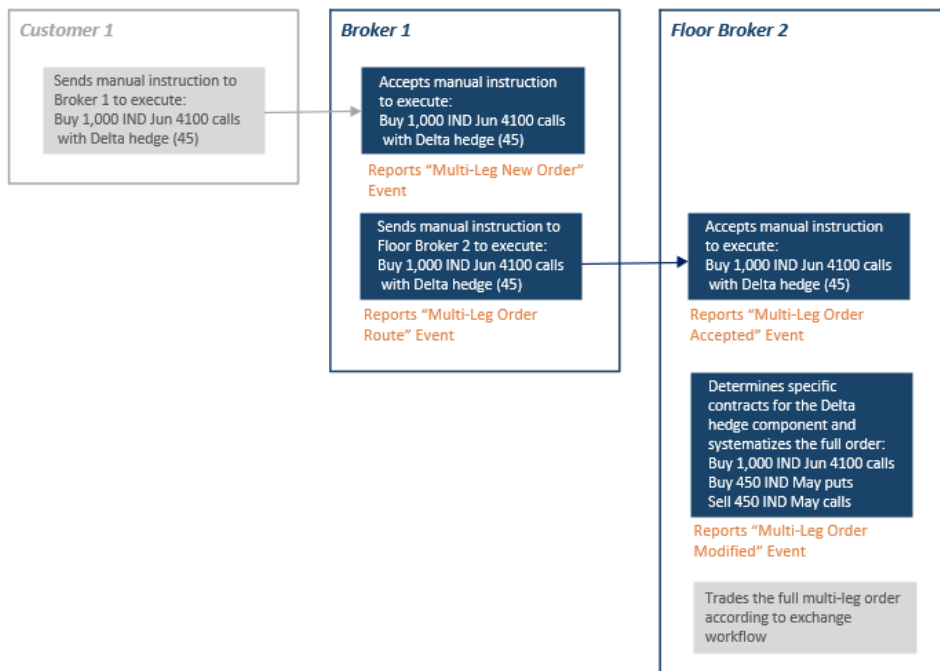 Customer 1
Sends manual instruction to
Broker 1 to execute:
Buy 1,000 IND Jun 4100 calls
with Delta hedge (45)
Broker 1
Accepts manual instruction
to execute:
Buy 1,000 IND Jun 4100 calls
with Delta hedge (45)
Reports “Multi-Leg New Order”
Event
Sends manual instruction to
Floor Broker 2 to execute:
Buy 1,000 IND Jun 4100 calls
with Delta hedge (45)
Reports “Multi-Leg Order
Route” Event
Floor Broker 2
Accepts manual instruction
to execute:
Buy 1,000 IND Jun 4100 calls
with Delta hedge (45)
Reports “Multi-Leg Order
Accepted” Event
Determines specific
contracts for the Delta
hedge component and
systematizes the full order:
Buy 1,000 IND Jun 4100 calls
Buy 450 IND May puts
Sell 450 IND May calls
Reports “Multi-Leg Order
Modified” Event
Trades the full multi-leg order
according to exchange
workflow